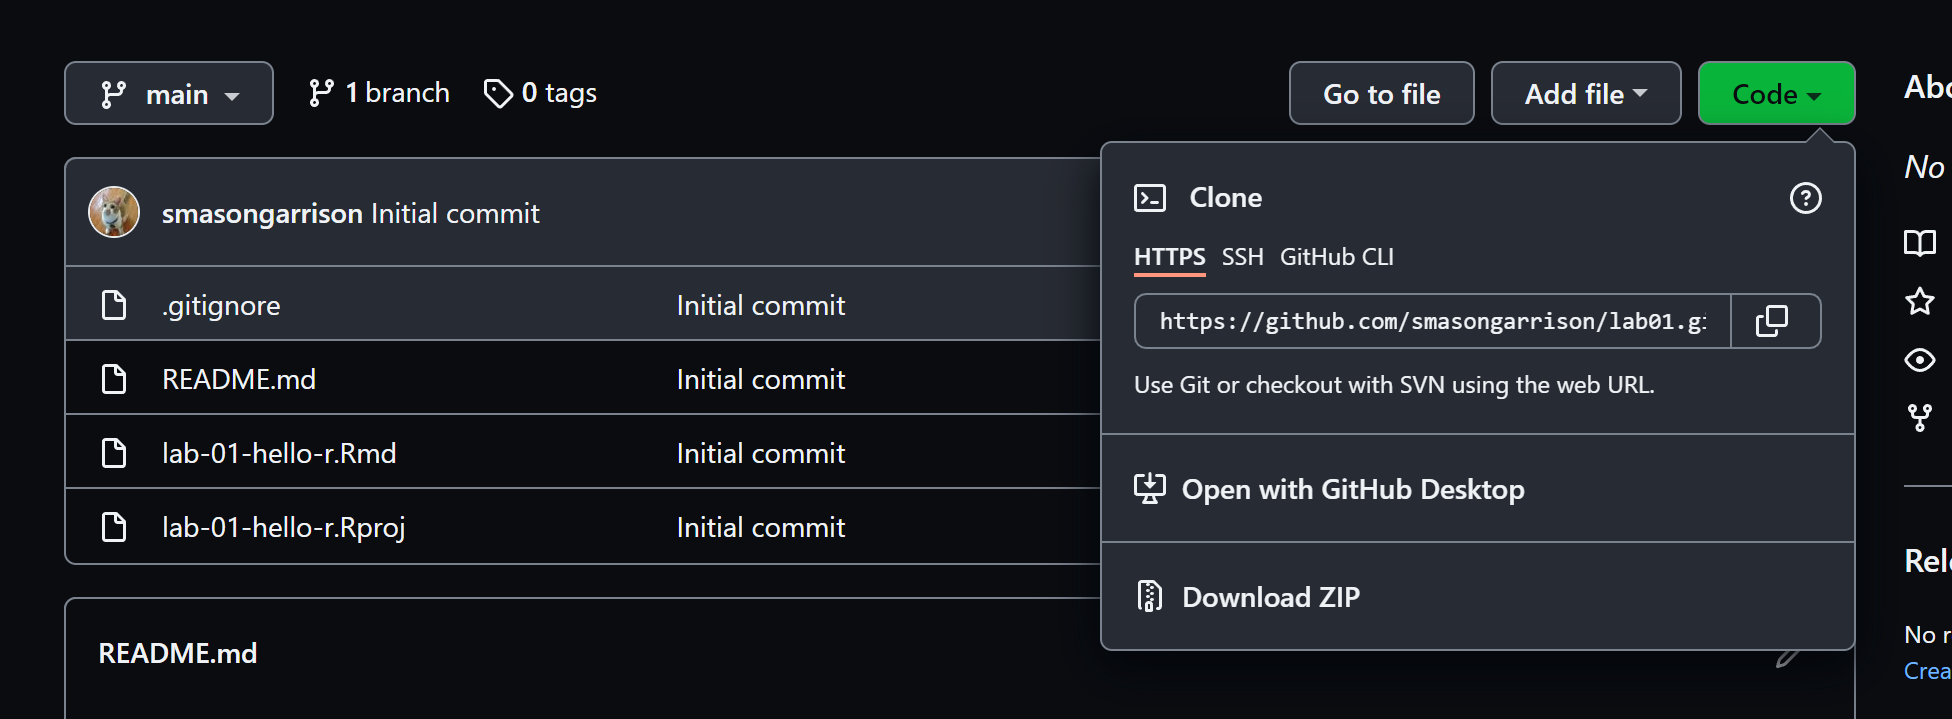 main
1 branch
0 tags
Go to file
Add file
Code
smasongarrison Initial commit
.gitignore Initial commit
README.md Initial commit
lab-01-hello-r.Rmd Initial commit
lab-01-hello-r.Rproj Initial commit
README.md
Clone
HTTPS SSH GitHub CLI
https://github.com/smasongarrison/lab01.gi
Use Git or checkout with SVN using the web URL.
Open with GitHub Desktop
Download ZIP
Abo
No
Rele
No r
Crea